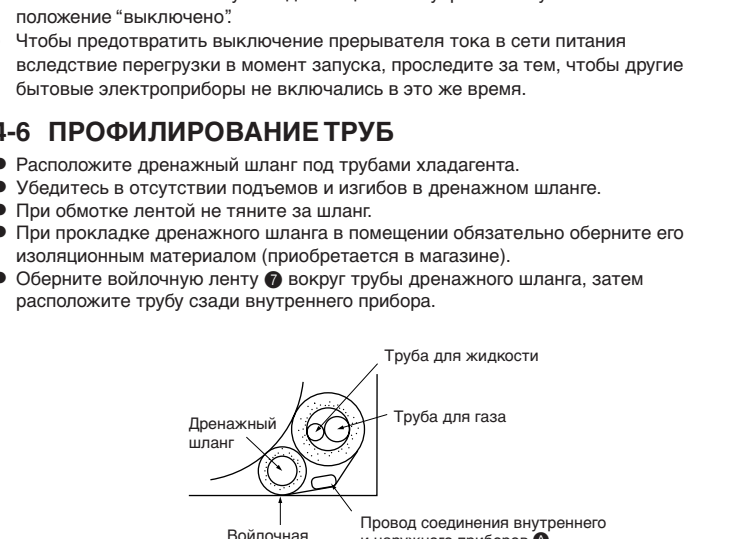 положение “выключено”.
Чтобы предотвратить выключение прерывателя тока в сети питания
вследствие перегрузки в момент запуска, проследите за тем, чтобы другие
бытовые электроприборы не включались в это же время.
4-6 ПРОФИЛИРОВАНИЕ ТРУБ
● Расположите дренажный шланг под трубами хладагента.
● Убедитесь в отсутствии подъемов и изгибов в дренажном шланге.
● При обмотке лентой не тяните за шланг.
● При прокладке дренажного шланга в помещении обязательно оберните его
изоляционным материалом (приобретается в магазине).
● Оберните войлочную ленту ❼ вокруг трубы дренажного шланга, затем
расположите трубу сзади внутреннего прибора.
Труба для жидкости
Труба для газа
Дренажный
шланг
Провод соединения внутреннего
и наружного приборов
Войлочная